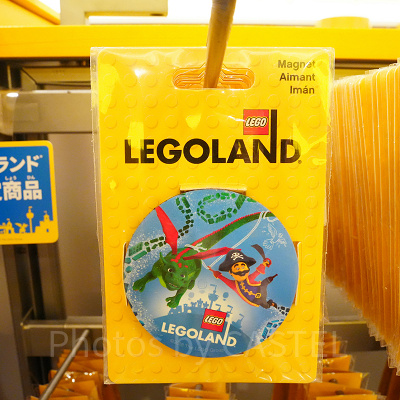 Magnet
Aimant
Imán
LEGO
LEGOLAND®
ランド®
商品
LEGO
LEGOLAND
Photos by CASTEL